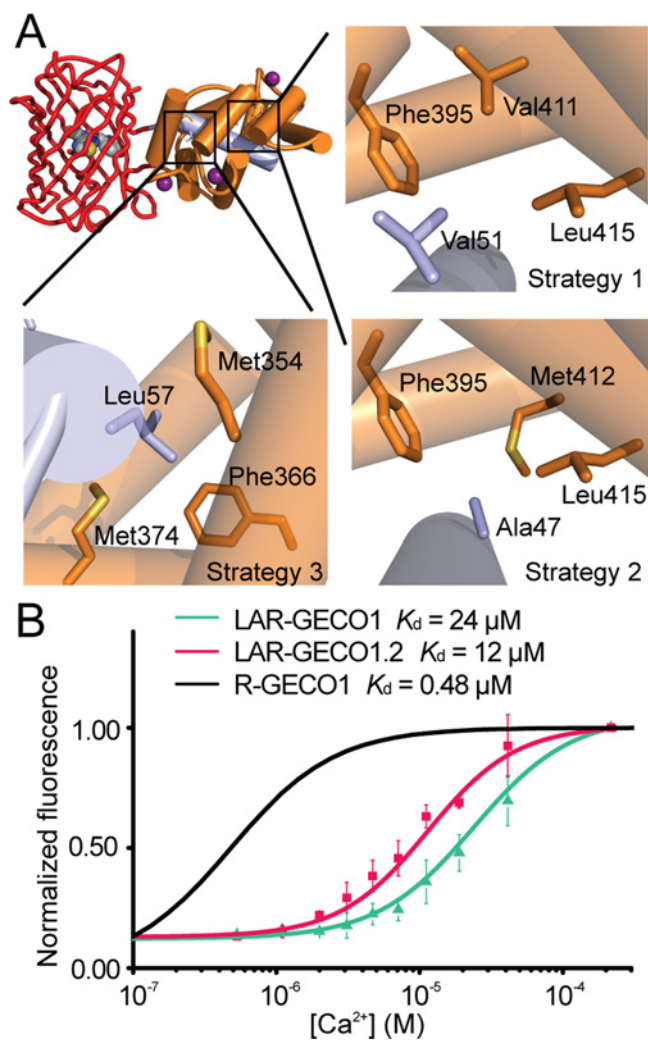 A
Phe395
Val411
Val51
Leu415
Strategy 1
Leu57
Met354
Phe366
Met374
Strategy 3
Phe395
Met412
Leu415
Ala47
Strategy 2
B
LAR-GECO1 Kd = 24 µM
LAR-GECO1.2 Kd = 12 µM
R-GECO1 Kd = 0.48 µM
Normalized fluorescence
1.00
0.50
0.00
10⁻⁷
10⁻⁶
10⁻⁵
10⁻⁴
[Ca²⁺] (M)